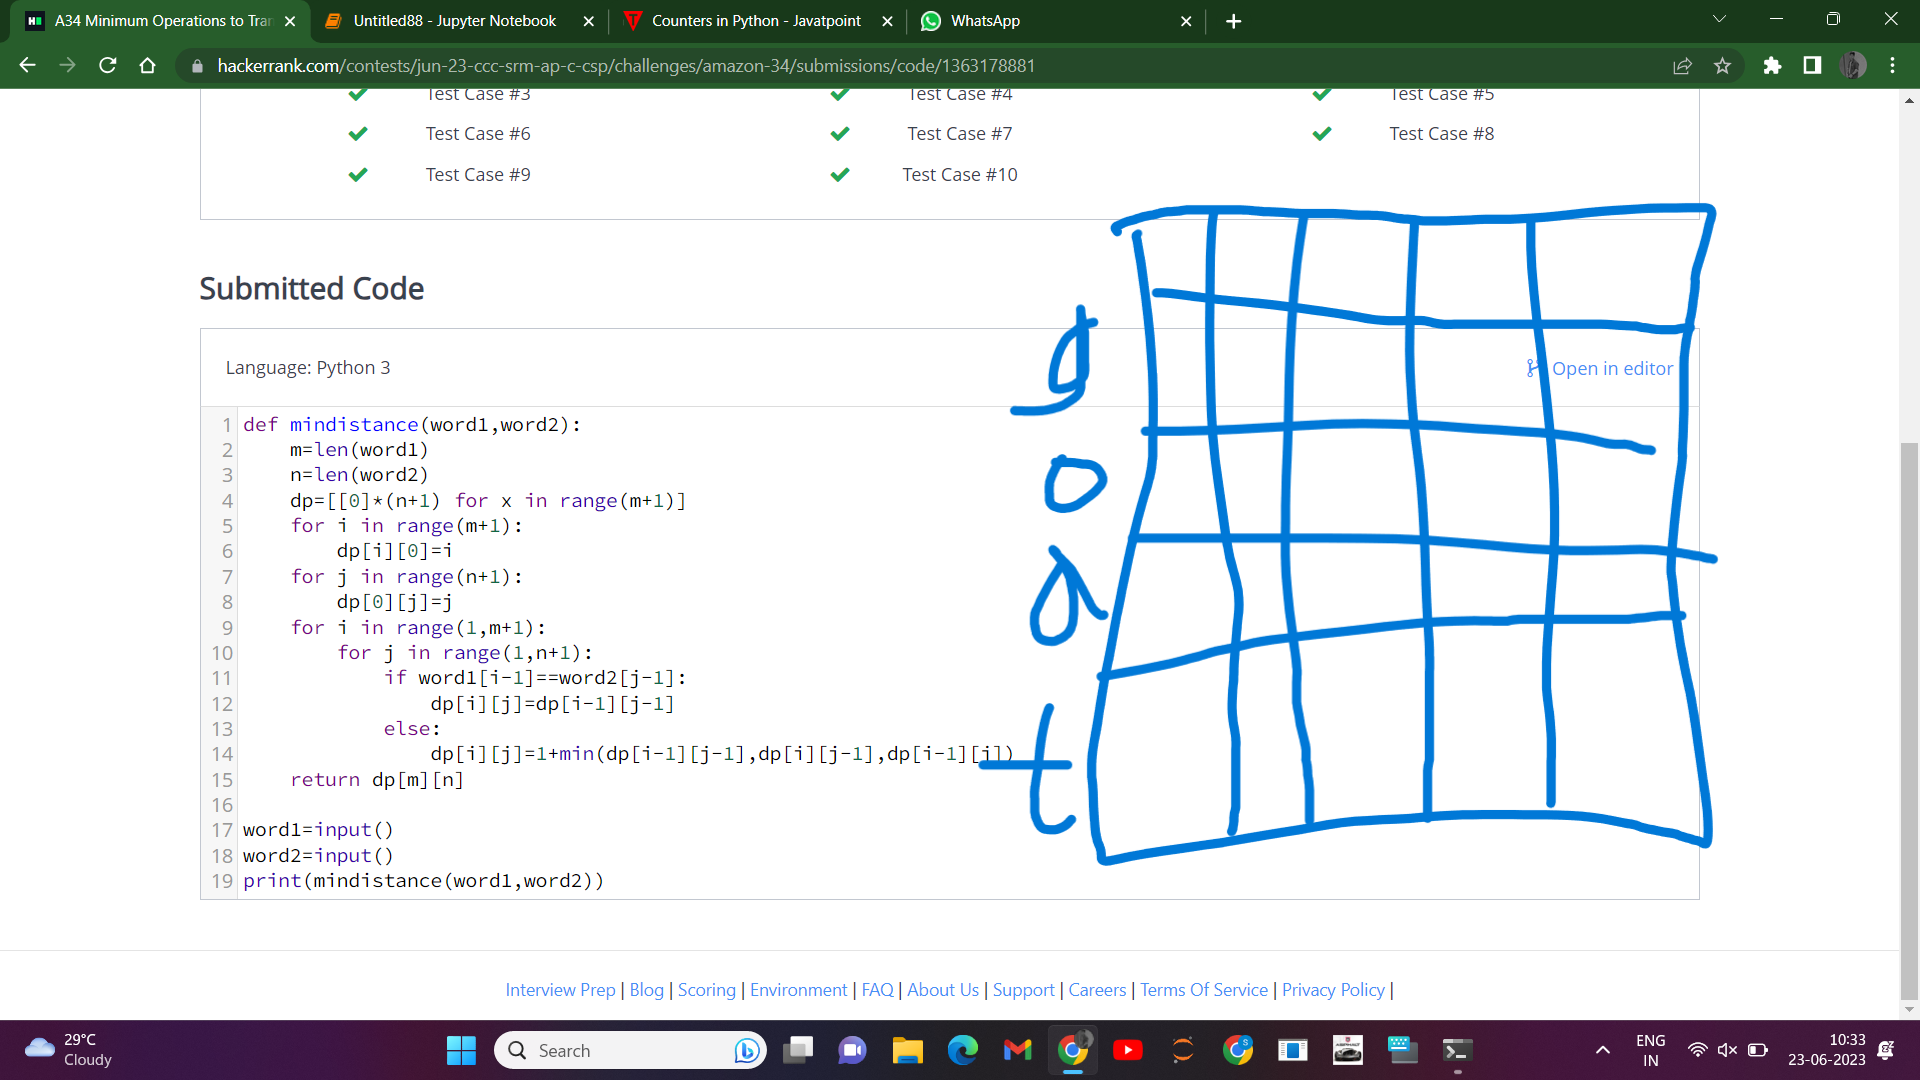 A34 Minimum Operations to Tran
Untitled88 - Jupyter Notebook
Counters in Python - Javatpoint
WhatsApp
hackerrank.com/contests/jun-23-ccc-srm-ap-c-csp/challenges/amazon-34/submissions/code/1363178881
Test Case #3 Test Case #4 Test Case #5
Test Case #6 Test Case #7 Test Case #8
Test Case #9 Test Case #10
Submitted Code
Language: Python 3
Open in editor
1 def mindistance(word1,word2):
2     m=len(word1)
3     n=len(word2)
4     dp=[[0]*(n+1) for x in range(m+1)]
5     for i in range(m+1):
6         dp[i][0]=i
7     for j in range(n+1):
8         dp[0][j]=j
9     for i in range(1,m+1):
10         for j in range(1,n+1):
11             if word1[i-1]==word2[j-1]:
12                 dp[i][j]=dp[i-1][j-1]
13             else:
14                 dp[i][j]=1+min(dp[i-1][j-1],dp[i][j-1],dp[i-1][j])
15     return dp[m][n]
16
17 word1=input()
18 word2=input()
19 print(mindistance(word1,word2))
g
o
a
t
Interview Prep | Blog | Scoring | Environment | FAQ | About Us | Support | Careers | Terms Of Service | Privacy Policy |
29°C
Cloudy
Search
ENG
IN
10:33
23-06-2023